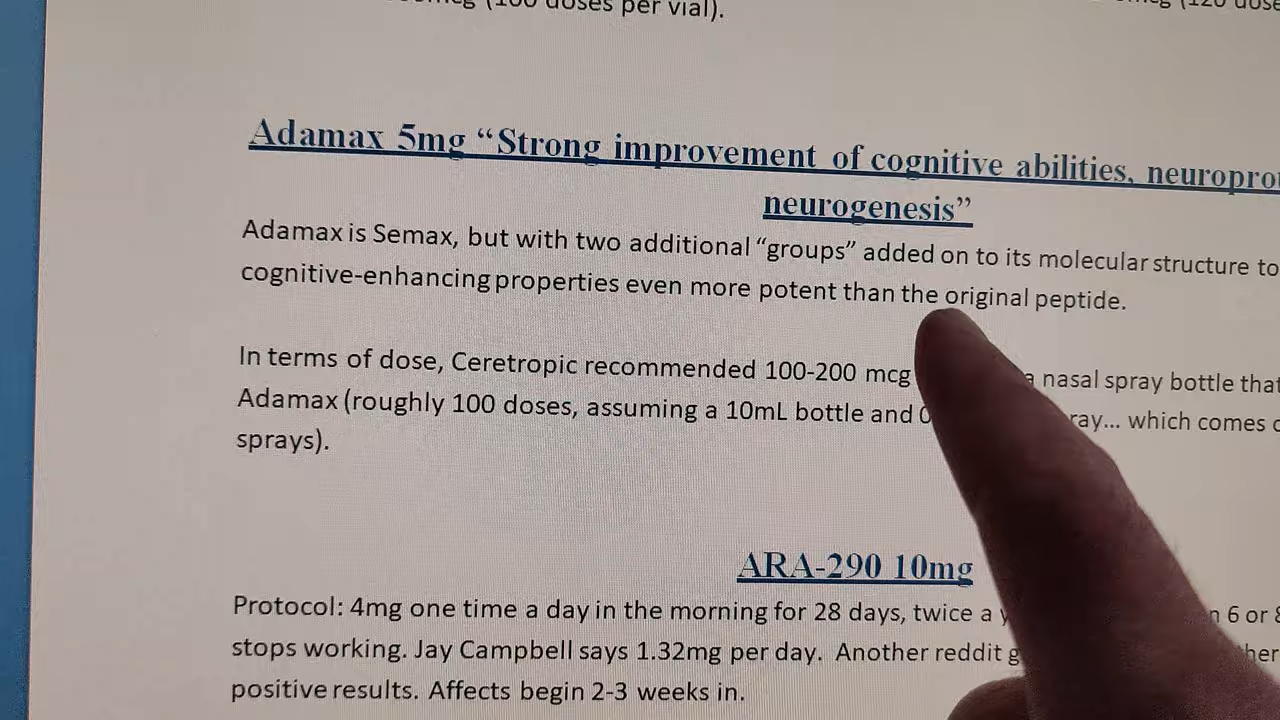 (100 doses per vial).
(120
Adamax 5mg “Strong improvement of cognitive abilities,
neurogenesis”
Adamax is Semax, but with two additional “groups” added on to its molecular structure to
cognitive-enhancing properties even more potent than the original peptide.
In terms of dose, Ceretropic recommended 100-200 mcg a nasal spray bottle that
Adamax (roughly 100 doses, assuming a 10mL bottle and which comes
sprays).
ARA-290 10mg
Protocol: 4mg one time a day in the morning for 28 days, twice a 6 or
stops working. Jay Campbell says 1.32mg per day. Another reddit
positive results. Affects begin 2-3 weeks in.